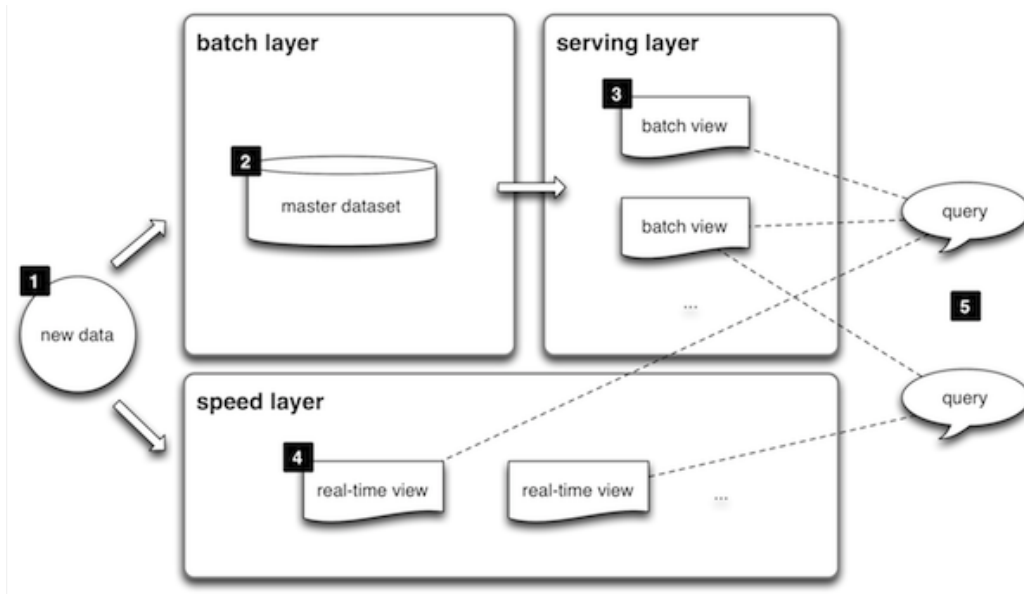 batch layer
serving layer
3
batch view
2
master dataset
batch view
query
1
new data
...
5
speed layer
query
4
real-time view
real-time view
...